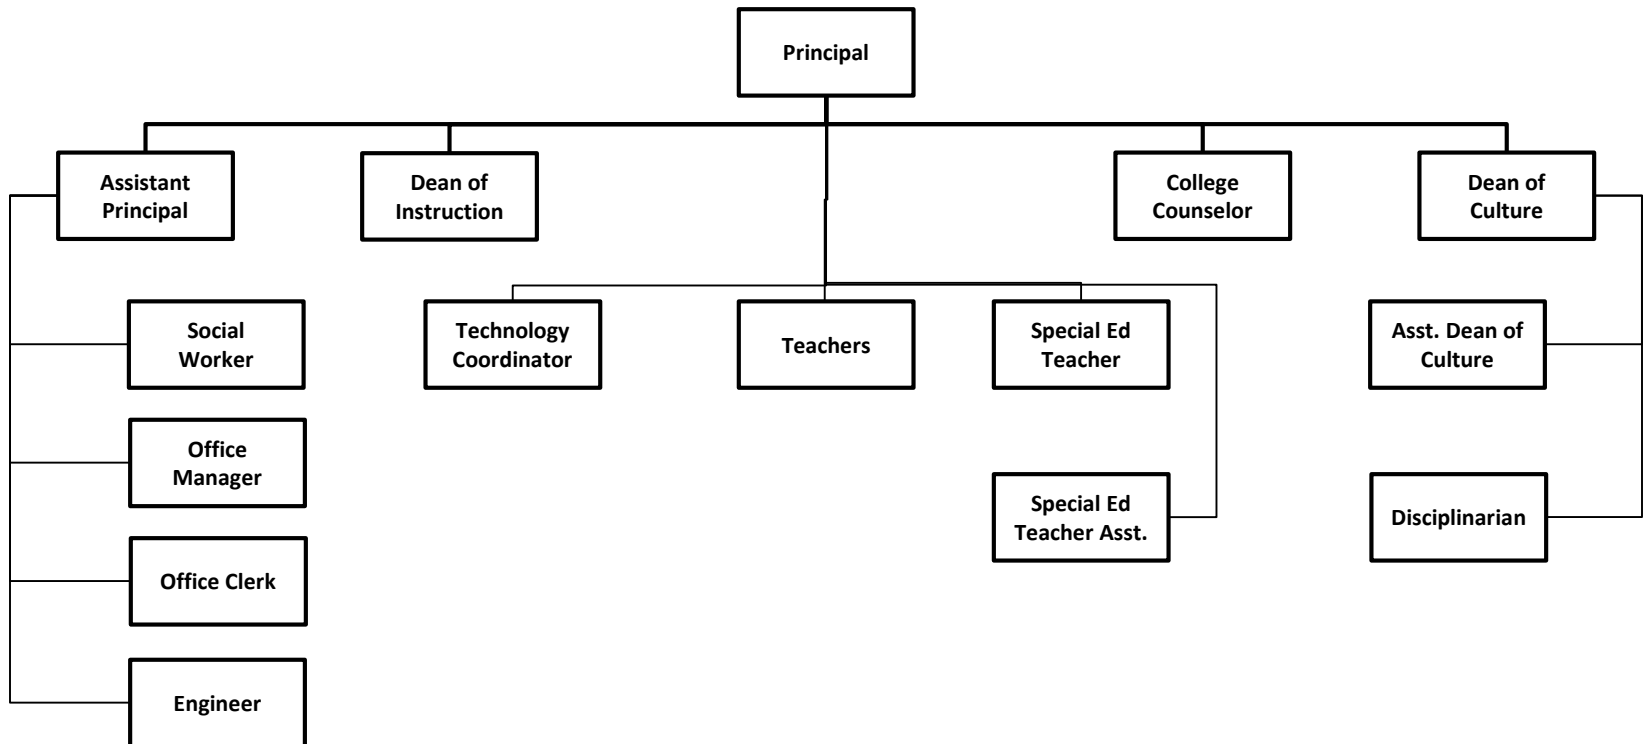 Principal
Assistant
Principal
Dean of
Instruction
College
Counselor
Dean of
Culture
Social
Worker
Technology
Coordinator
Teachers
Special Ed
Teacher
Asst. Dean of
Culture
Office
Manager
Special Ed
Teacher Asst.
Disciplinarian
Office Clerk
Engineer